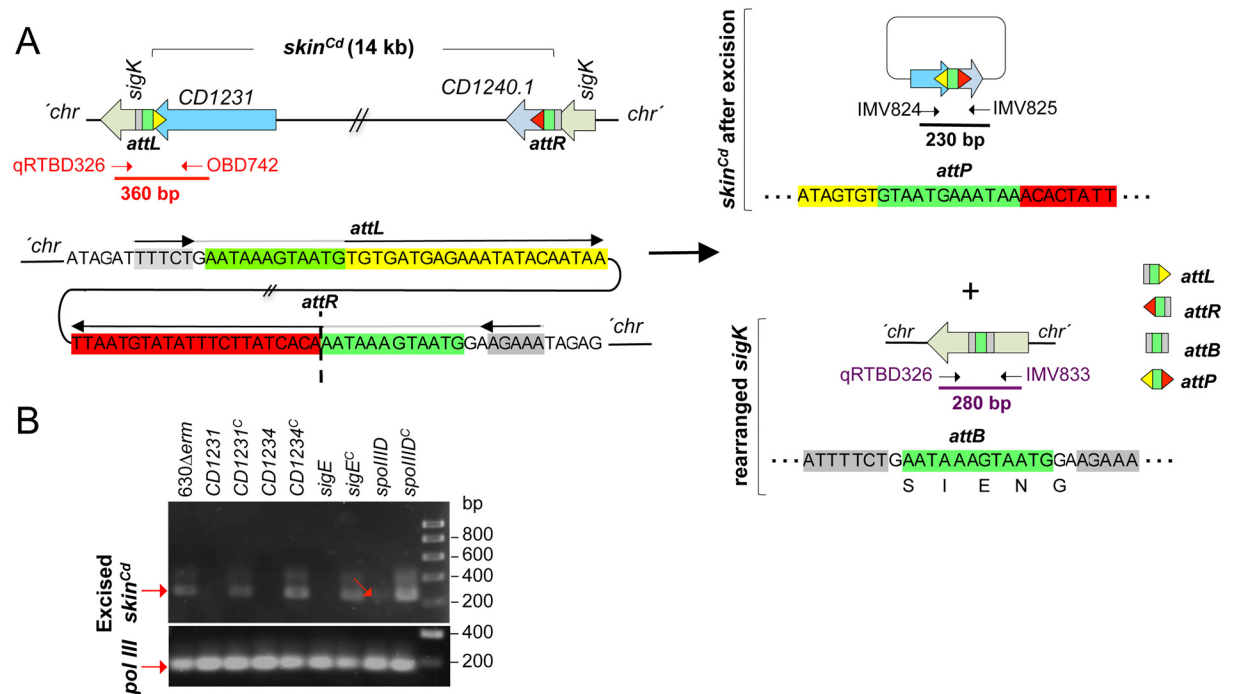 A
skinCd (14 kb)
sigK
CD1231
CD1240.1
sigK
´chr
chr´
attL
attR
qRTBD326
OBD742
360 bp
attL
´chr
ATAGATTTTCTGAATAAAGTAATGTGTGATGAGAAATATACAATAA
attR
TTAATGTATATTTCTTATCACAAATAAAGTAATGGAAGAAATAGAG
´chr
skinCd after excision
IMV824
IMV825
230 bp
attP
··· ATAGTGTGTAATGAAATAAACACTATT ···
+
rearranged sigK
´chr
chr´
qRTBD326
IMV833
280 bp
attB
··· ATTTTCTGAATAAAGTAATGGAAGAAA ···
S I E N G
attL
attR
attB
attP
B
630Δerm
CD1231
CD1231C
CD1234
CD1234C
sigE
sigEC
spoIIID
spoIIIDC
bp
800
600
400
200
Excised
skinCd
400
200
pol III